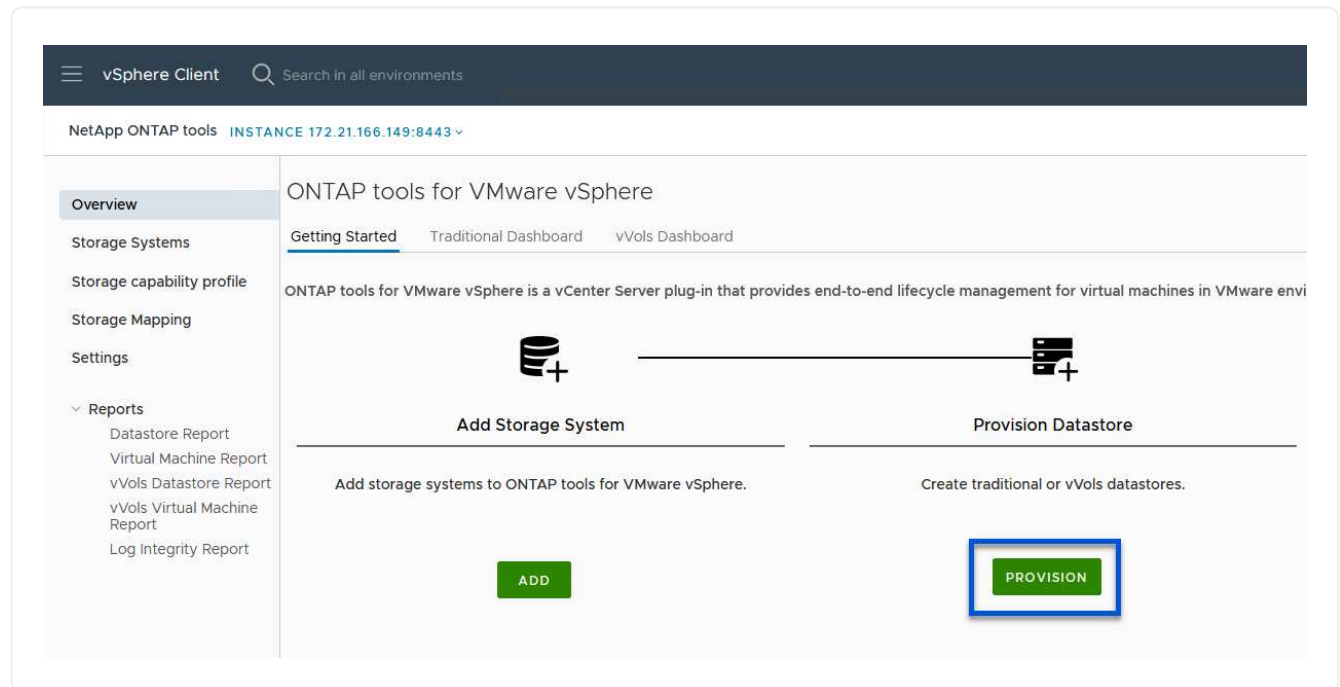 vSphere Client
Search in all environments
NetApp ONTAP tools INSTANCE 172.21.166.149:8443
Overview
Storage Systems
Storage capability profile
Storage Mapping
Settings
Reports
Datastore Report
Virtual Machine Report
vVols Datastore Report
vVols Virtual Machine
Report
Log Integrity Report
ONTAP tools for VMware vSphere
Getting Started Traditional Dashboard vVols Dashboard
ONTAP tools for VMware vSphere is a vCenter Server plug-in that provides end-to-end lifecycle management for virtual machines in VMware envi
Add Storage System
Add storage systems to ONTAP tools for VMware vSphere.
ADD
Provision Datastore
Create traditional or vVols datastores.
PROVISION